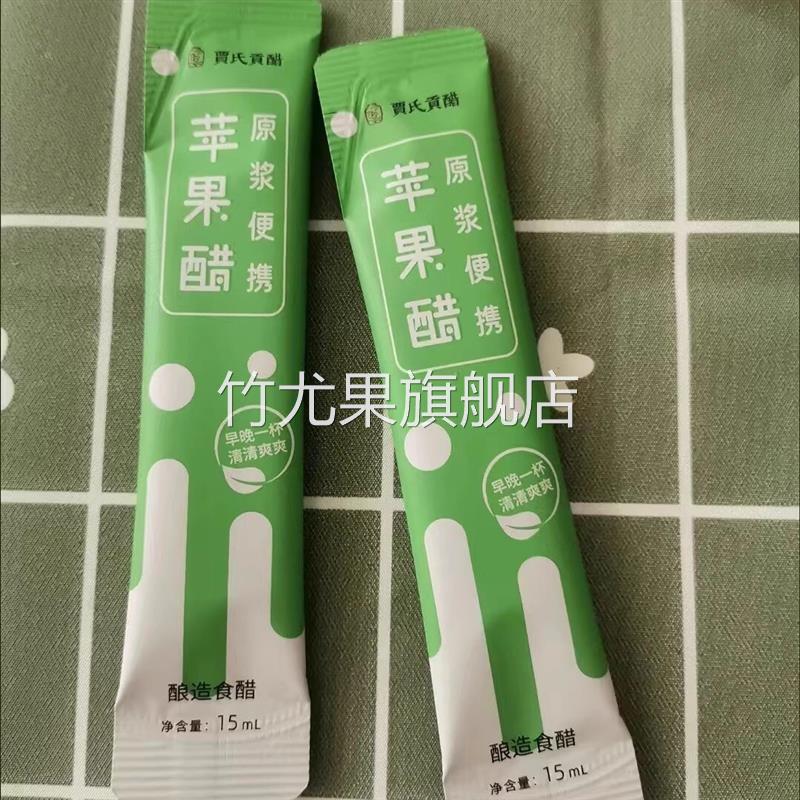 賈氏貢醋
原浆便携
苹果醋
早晚一杯
清清爽爽
酿造食醋
净含量：15mL
賈氏貢醋
原浆便携
苹果醋
早晚一杯
清清爽爽
酿造食醋
净含量：15mL
竹尤果旗舰店